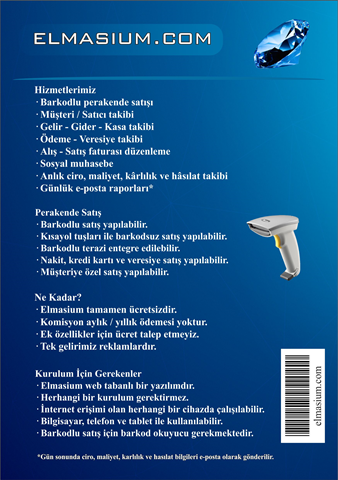 ELMASIUM.COM
Hizmetlerimiz
· Barkodlu perakende satışı
· Müşteri / Satıcı takibi
· Gelir - Gider - Kasa takibi
· Ödeme - Veresiye takibi
· Alış - Satış faturası düzenleme
· Sosyal muhasebe
· Anlık ciro, maliyet, kârlılık ve hâsılat takibi
· Günlük e-posta raporları*
Perakende Satış
· Barkodlu satış yapılabilir.
· Kısayol tuşları ile barkodsuz satış yapılabilir.
· Barkodlu terazi entegre edilebilir.
· Nakit, kredi kartı ve veresiye satış yapılabilir.
· Müşteriye özel satış yapılabilir.
Ne Kadar?
· Elmasium tamamen ücretsizdir.
· Komisyon aylık / yıllık ödemesi yoktur.
· Ek özellikler için ücret talep etmeyiz.
· Tek gelirimiz reklamlardır.
Kurulum İçin Gerekenler
· Elmasium web tabanlı bir yazılımdır.
· Herhangi bir kurulum gerektirmez.
· İnternet erişimi olan herhangi bir cihazda çalışılabilir.
· Bilgisayar, telefon ve tablet ile kullanılabilir.
· Barkodlu satış için barkod okuyucu gerekmektedir.
elmasium.com
*Gün sonunda ciro, maliyet, karlılık ve hasılat bilgileri e-posta olarak gönderilir.